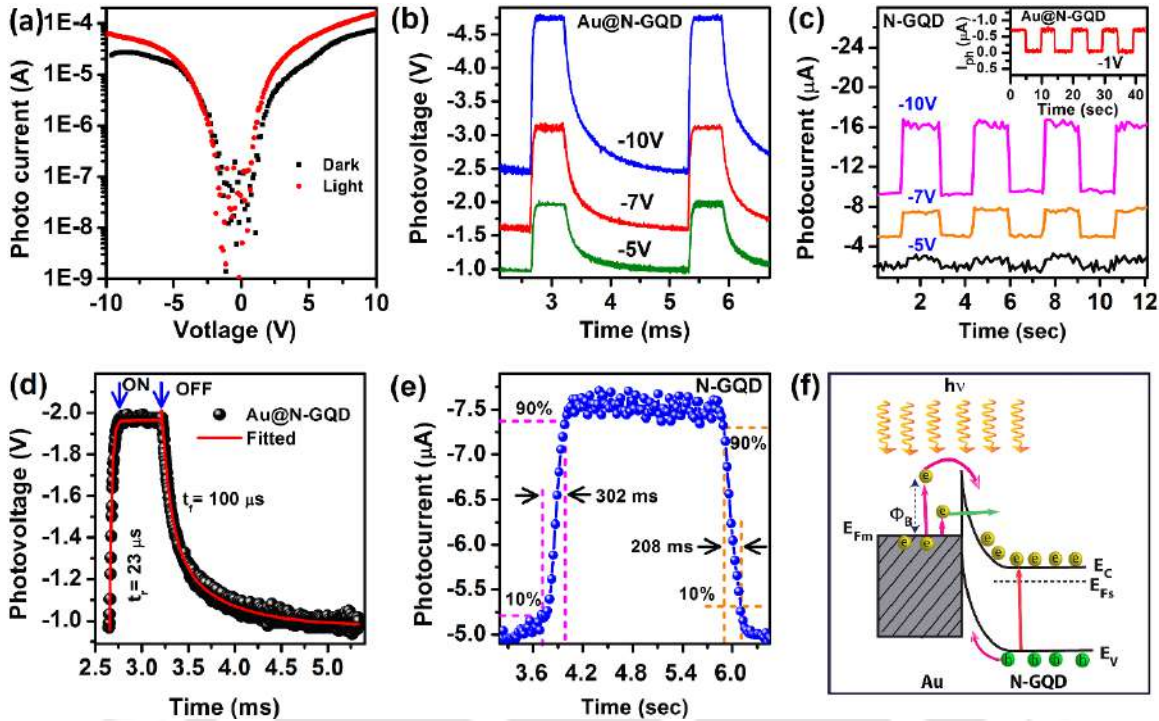 (a)
Photo current (A)
1E-4
1E-5
1E-6
1E-7
1E-8
1E-9
Dark
Light
-10
-5
0
5
10
Votlage (V)
(b)
Au@N-GQD
Photovoltage (V)
-4.5
-4.0
-3.5
-3.0
-2.5
-2.0
-1.5
-1.0
-10V
-7V
-5V
3
4
5
6
Time (ms)
(c)
N-GQD
Photocurrent (μA)
-24
-20
-16
-12
-8
-4
-10V
-7V
-5V
0
2
4
6
8
10
12
Time (sec)
Au@N-GQD
Iph (μA)
-1.0
-0.5
0.0
0.5
-1V
0
10
20
30
40
Time (sec)
(d)
ON
OFF
Photovoltage (V)
-2.0
-1.8
-1.6
-1.4
-1.2
-1.0
Au@N-GQD
Fitted
tf= 100 μs
tr= 23 μs
2.5
3.0
3.5
4.0
4.5
5.0
Time (ms)
(e)
N-GQD
Photocurrent (μA)
-7.5
-7.0
-6.5
-6.0
-5.5
-5.0
90%
90%
302 ms
208 ms
10%
10%
3.6
4.8
6.0
Time (sec)
(f)
hν
ΦB
EFm
e
e
e
e
e
e
e
e
e
e
EC
EFs
EV
h
h
h
h
Au
N-GQD